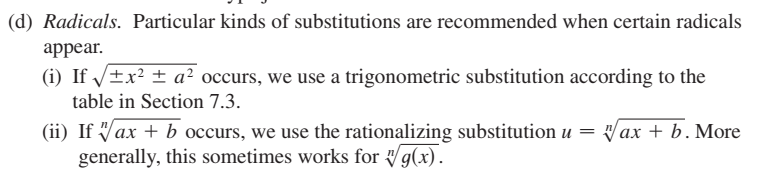 (d) Radicals. Particular kinds of substitutions are recommended when certain radicals
appear.
(i) If √(±x² ± a²) occurs, we use a trigonometric substitution according to the
table in Section 7.3.
(ii) If ⁿ√(ax + b) occurs, we use the rationalizing substitution u = ⁿ√(ax + b). More
generally, this sometimes works for ⁿ√(g(x)).